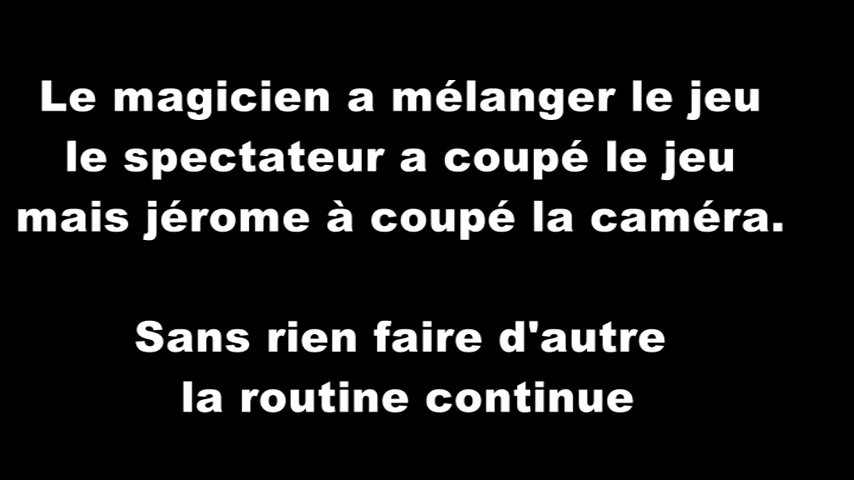 Le magicien a mélanger le jeu
le spectateur a coupé le jeu
mais jérome à coupé la caméra.
Sans rien faire d'autre
la routine continue